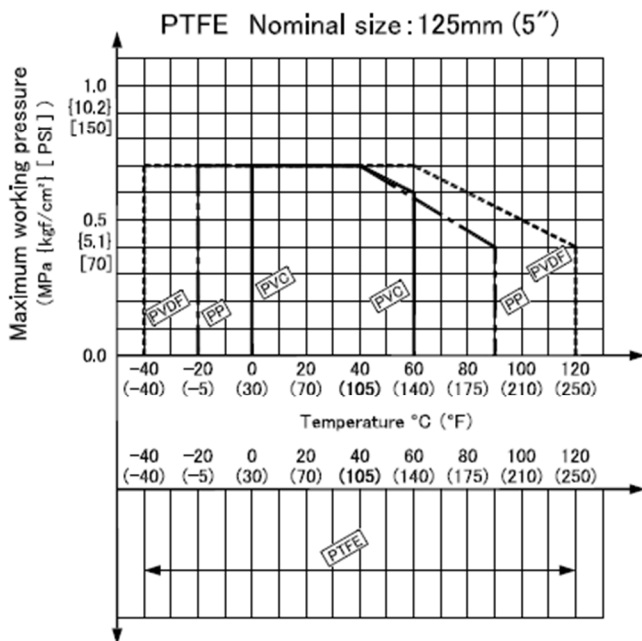 PTFE Nominal size : 125mm (5″)
Maximum working pressure
(MPa {kgf/cm²} [ PSI ])
1.0
{10.2}
[150]
0.5
{5.1}
[70]
0.0
PVDF
PP
PVC
PVC
PP
PVDF
-40 -20 0 20 40 60 80 100 120
(-40) (-5) (30) (70) (105) (140) (175) (210) (250)
Temperature °C (°F)
-40 -20 0 20 40 60 80 100 120
(-40) (-5) (30) (70) (105) (140) (175) (210) (250)
PTFE